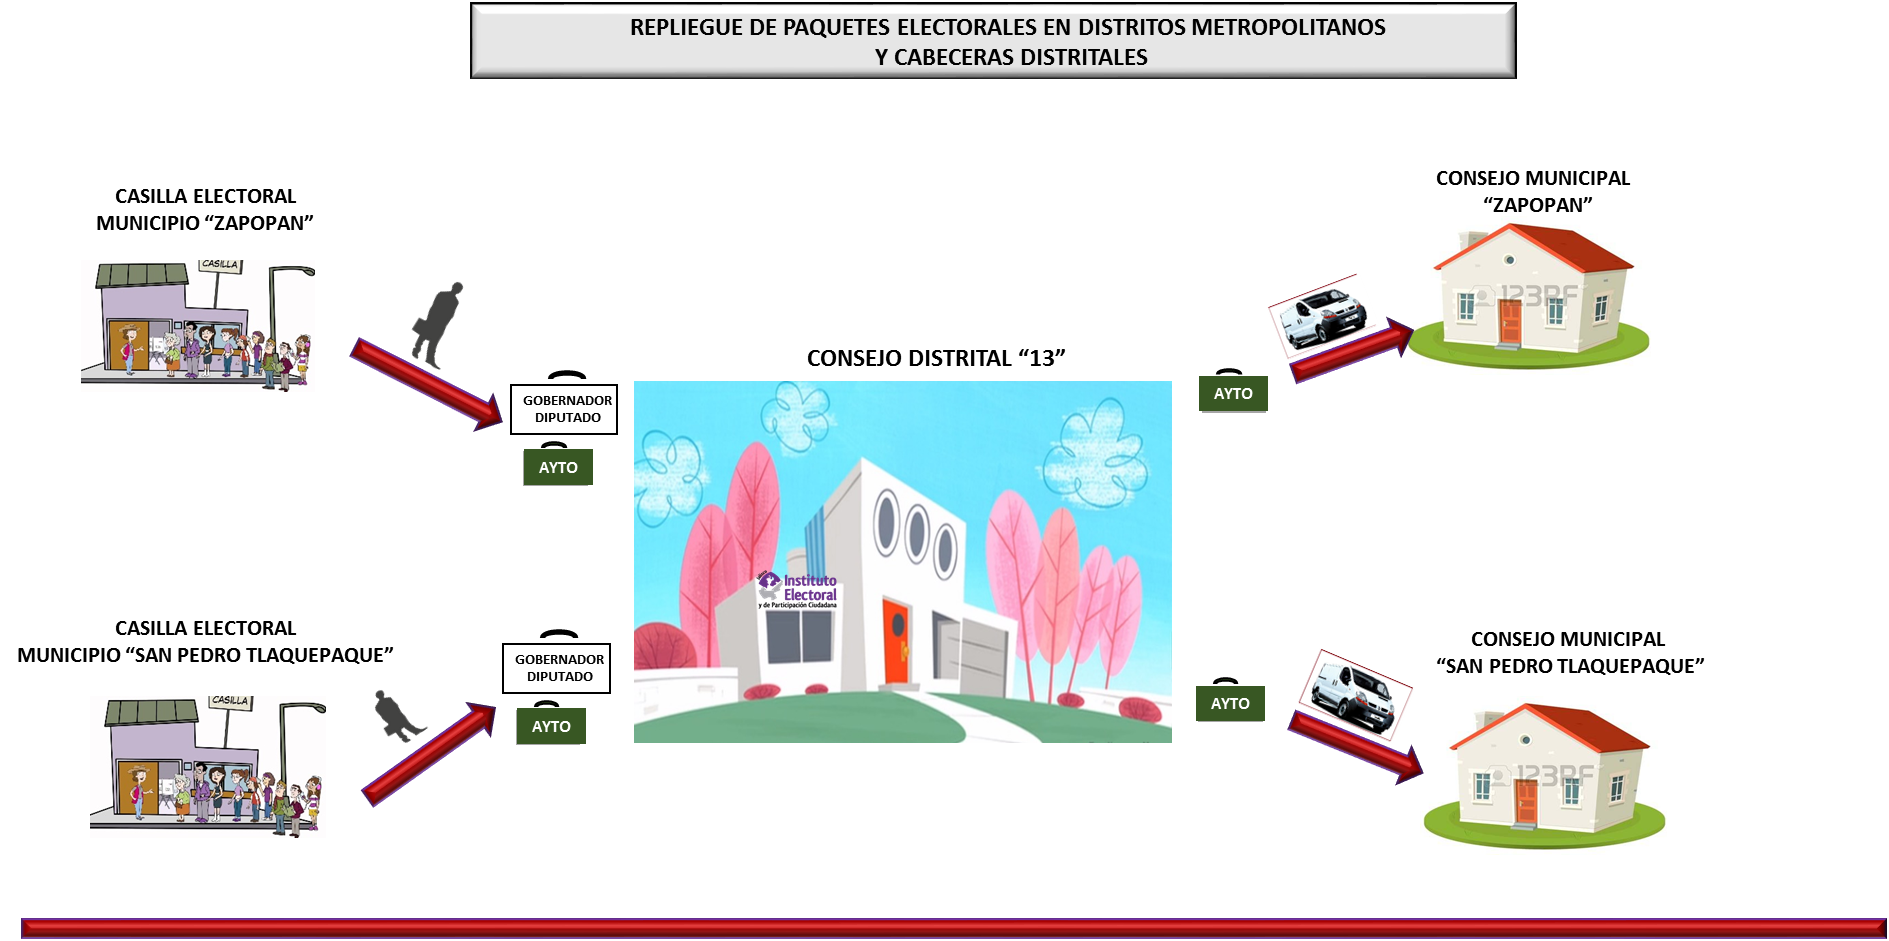 REPLIEGUE DE PAQUETES ELECTORALES EN DISTRITOS METROPOLITANOS
Y CABECERAS DISTRITALES
CASILLA ELECTORAL
MUNICIPIO “ZAPOPAN”
CASILLA
GOBERNADOR
DIPUTADO
AYTO
CONSEJO DISTRITAL “13”
Instituto
Electoral
y de Participación Ciudadana
AYTO
CONSEJO MUNICIPAL
“ZAPOPAN”
123RF
CASILLA ELECTORAL
MUNICIPIO “SAN PEDRO TLAQUEPAQUE”
CASILLA
GOBERNADOR
DIPUTADO
AYTO
AYTO
CONSEJO MUNICIPAL
“SAN PEDRO TLAQUEPAQUE”
123RF